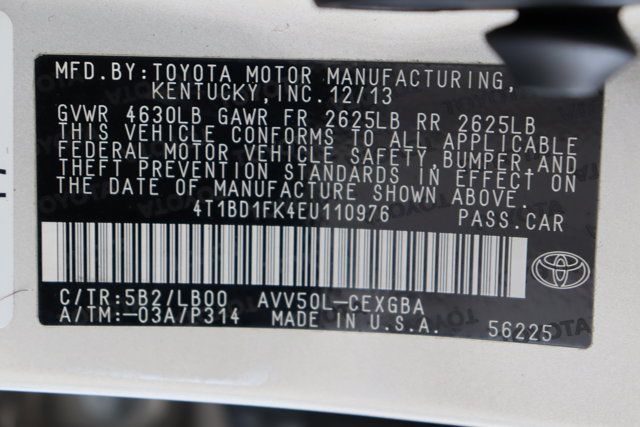 MFD.BY:TOYOTA MOTOR MANUFACTURING,
KENTUCKY,INC.12/13
GVWR 4630LB GAWR FR 2625LB RR 2625LB
THIS VEHICLE CONFORMS TO ALL APPLICABLE
FEDERAL MOTOR VEHICLE SAFETY, BUMPER,AND
THEFT PREVENTION STANDARDS IN EFFECT ON
THE DATE OF MANUFACTURE SHOWN ABOVE.
4T1BD1FK4EU110976 PASS.CAR
C/TR:5B2/LB00 AVV50L-CEXGBA
A/TM:-03A/P314 MADE IN U.S.A. 56225